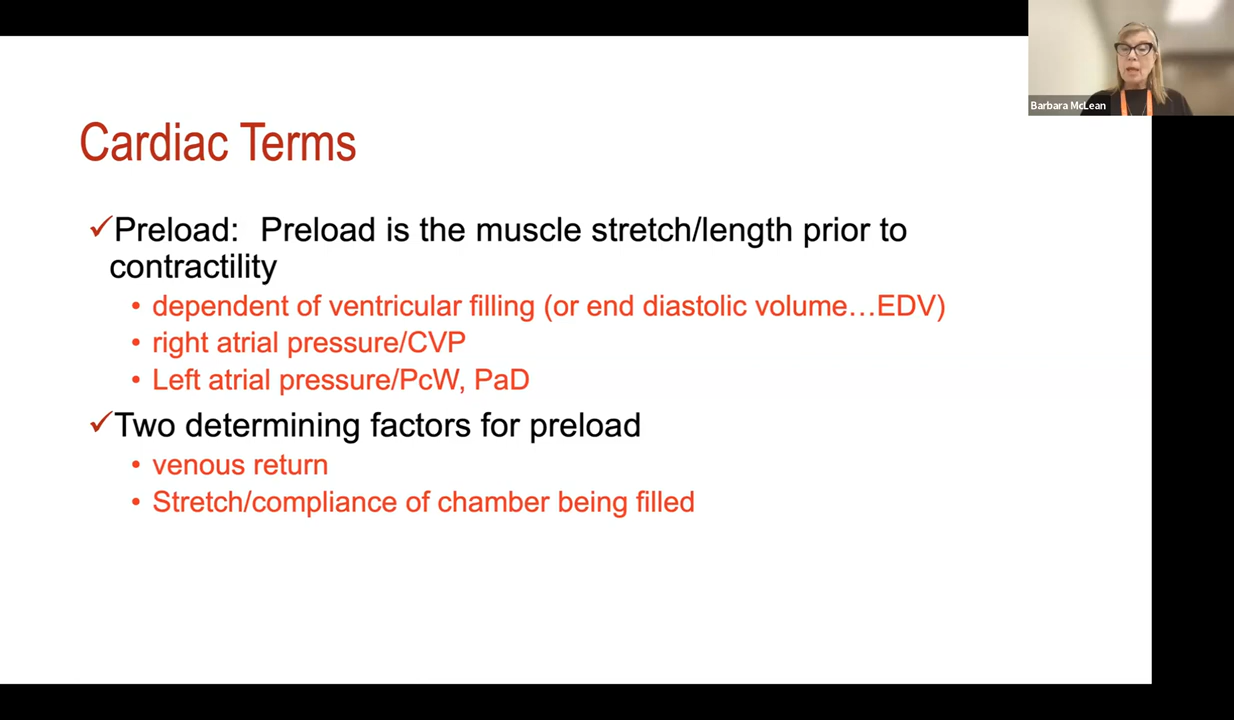 Barbara McLean
Cardiac Terms
✓Preload: Preload is the muscle stretch/length prior to
contractility
• dependent of ventricular filling (or end diastolic volume…EDV)
• right atrial pressure/CVP
• Left atrial pressure/PcW, PaD
✓Two determining factors for preload
• venous return
• Stretch/compliance of chamber being filled